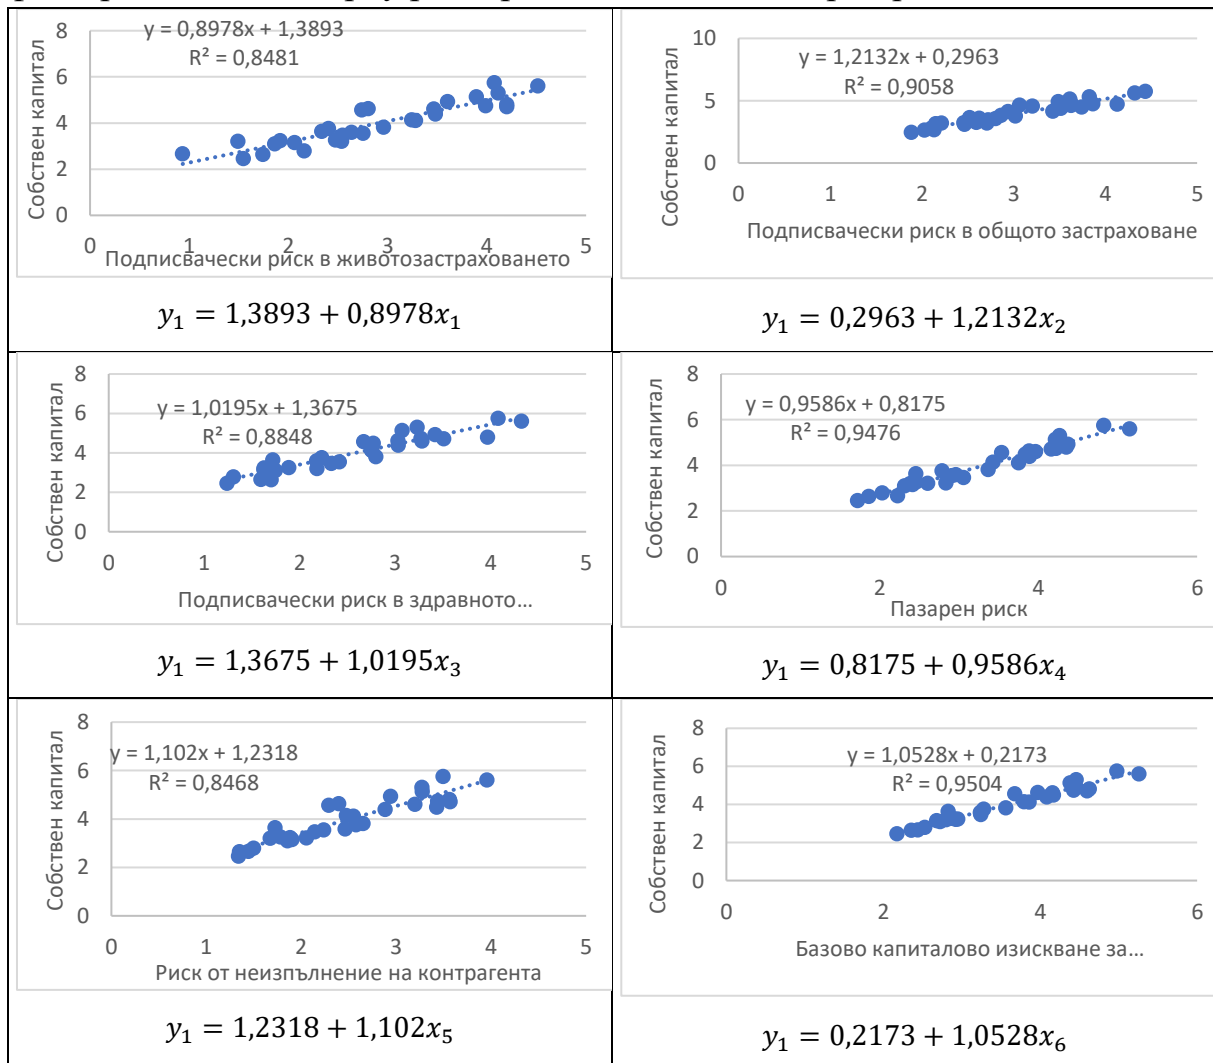 y = 0,8978x + 1,3893
R² = 0,8481
Собствен капитал
8
6
4
2
0
0 1 2 3 4 5
Подписвачески риск в животозастраховането
y₁ = 1,3893 + 0,8978x₁
y = 1,2132x + 0,2963
R² = 0,9058
Собствен капитал
10
5
0
0 1 2 3 4 5
Подписвачески риск в общото застраховане
y₁ = 0,2963 + 1,2132x₂
y = 1,0195x + 1,3675
R² = 0,8848
Собствен капитал
8
6
4
2
0
0 1 2 3 4 5
Подписвачески риск в здравното...
y₁ = 1,3675 + 1,0195x₃
y = 0,9586x + 0,8175
R² = 0,9476
Собствен капитал
8
6
4
2
0
0 2 4 6
Пазарен риск
y₁ = 0,8175 + 0,9586x₄
y = 1,102x + 1,2318
R² = 0,8468
Собствен капитал
8
6
4
2
0
0 1 2 3 4 5
Риск от неизпълнение на контрагента
y₁ = 1,2318 + 1,102x₅
y = 1,0528x + 0,2173
R² = 0,9504
Собствен капитал
8
6
4
2
0
0 2 4 6
Базово капиталово изискване за...
y₁ = 0,2173 + 1,0528x₆